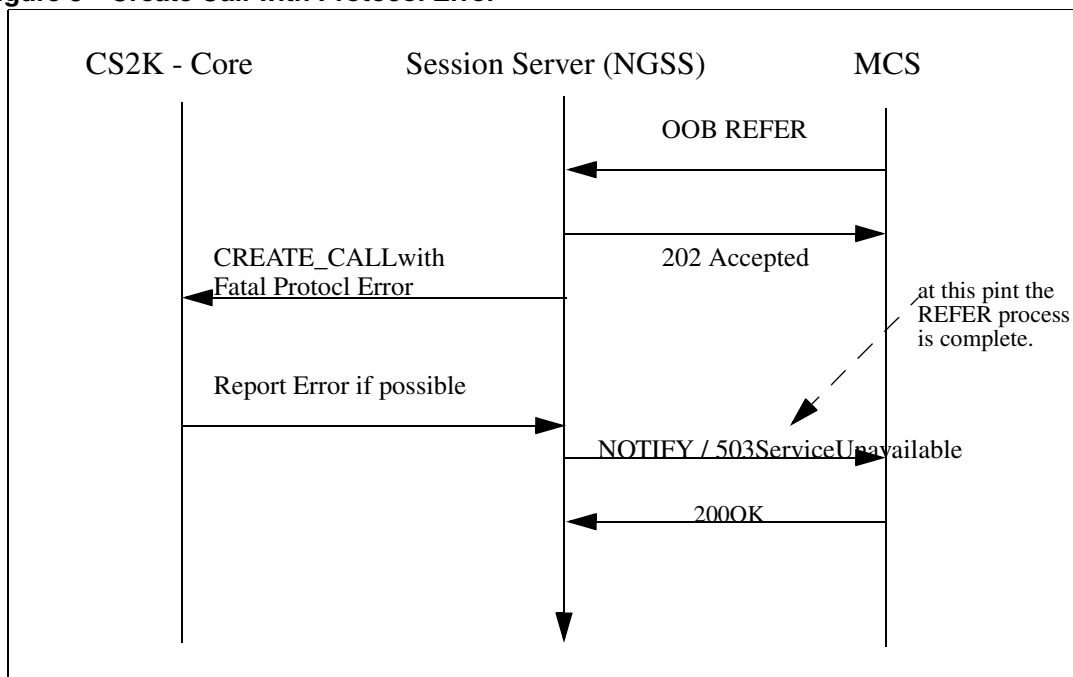 Create Call with Protocol Error
CS2K - Core
Session Server (NGSS)
MCS
OOB REFER
202 Accepted
CREATE_CALLwith
Fatal Protocl Error
at this pint the
REFER process
is complete.
Report Error if possible
NOTIFY / 503ServiceUnavailable
200OK